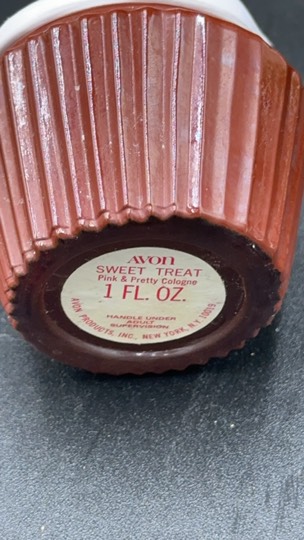 AVON
SWEET TREAT
Pink & Pretty Cologne
1 FL. OZ.
HANDLE UNDER
ADULT
SUPERVISION
AVON PRODUCTS, INC., NEW YORK, N.Y. 10019